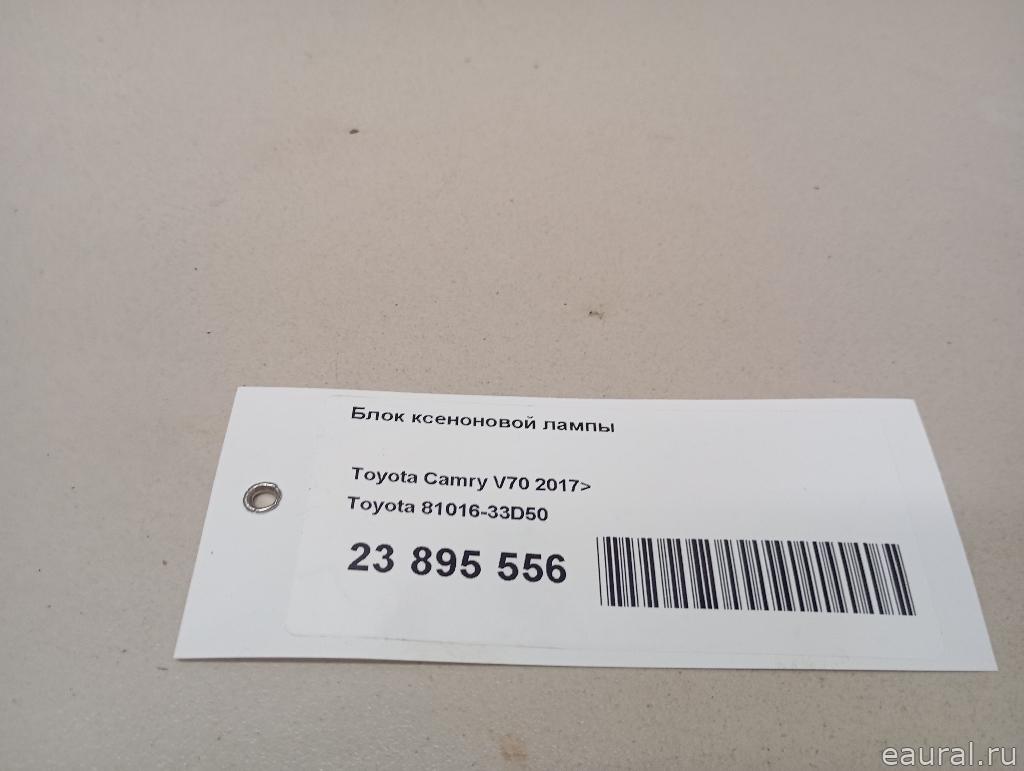 Блок ксеноновой лампы
Toyota Camry V70 2017>
Toyota 81016-33D50
23 895 556
eaural.ru